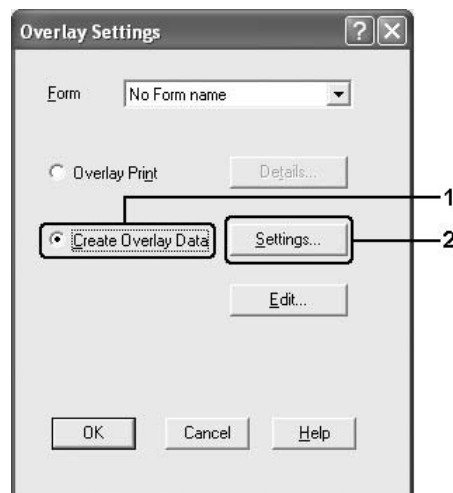 Overlay Settings
Form No Form name
Overlay Print Details...
1
Create Overlay Data Settings...
2
Edit...
OK Cancel Help